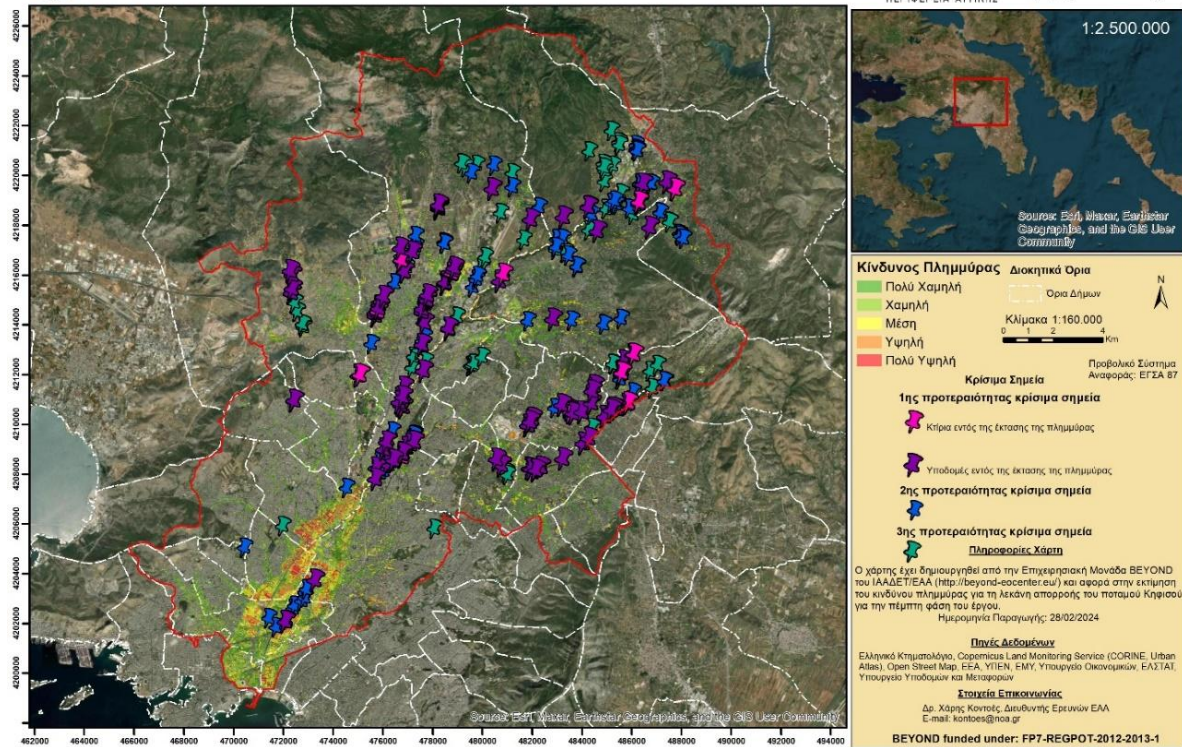 ΠΕΡΙΦΕΡΕΙΑ ΑΤΤΙΚΗΣ
1:2.500.000
Source: Esri, Maxar, Earthstar
Geographics, and the GIS User
Community
4226000
4224000
4222000
4220000
4218000
4216000
4214000
4212000
4210000
4208000
4206000
4204000
4202000
4200000
462000
464000
466000
468000
470000
472000
474000
476000
478000
480000
482000
484000
486000
488000
490000
492000
494000
Source: Esri, Maxar, Earthstar Geographics, and the GIS User Community
Κίνδυνος Πλημμύρας
Πολύ Χαμηλή
Χαμηλή
Μέση
Υψηλή
Πολύ Υψηλή
Διοικητικά Όρια
Όρια Δήμων
N
Κλίμακα 1:160.000
0 2 4
Km
Προβολικό Σύστημα
Αναφοράς: ΕΓΣΑ 87
Κρίσιμα Σημεία
1ης προτεραιότητας κρίσιμα σημεία
Κτίρια εντός της έκτασης της πλημμύρας
Υποδομές εντός της έκτασης της πλημμύρας
2ης προτεραιότητας κρίσιμα σημεία
3ης προτεραιότητας κρίσιμα σημεία
Πληροφορίες Χάρτη
Ο χάρτης έχει δημιουργηθεί από την Επιχειρησιακή Μονάδα BEYOND
του ΙΑΑΔΕΤ/ΕΑΑ (http://beyond-eocenter.eu/) και αφορά στην εκτίμηση
του κινδύνου πλημμύρας για τη λεκάνη απορροής του ποταμού Κηφισού
για την πέμπτη φάση του έργου.
Ημερομηνία Παραγωγής: 28/02/2024
Πηγές Δεδομένων
Ελληνικό Κτηματολόγιο, Copernicus Land Monitoring Service (CORINE, Urban
Atlas), Open Street Map, EEA, ΥΠΕΝ, ΕΜΥ, Υπουργείο Οικονομικών, ΕΛΣΤΑΤ,
Υπουργείο Υποδομών και Μεταφορών
Στοιχεία Επικοινωνίας
Δρ. Χάρης Κοντοές, Διευθυντής Ερευνών ΕΑΑ
E-mail: kontoes@noa.gr
BEYOND funded under: FP7-REGPOT-2012-2013-1